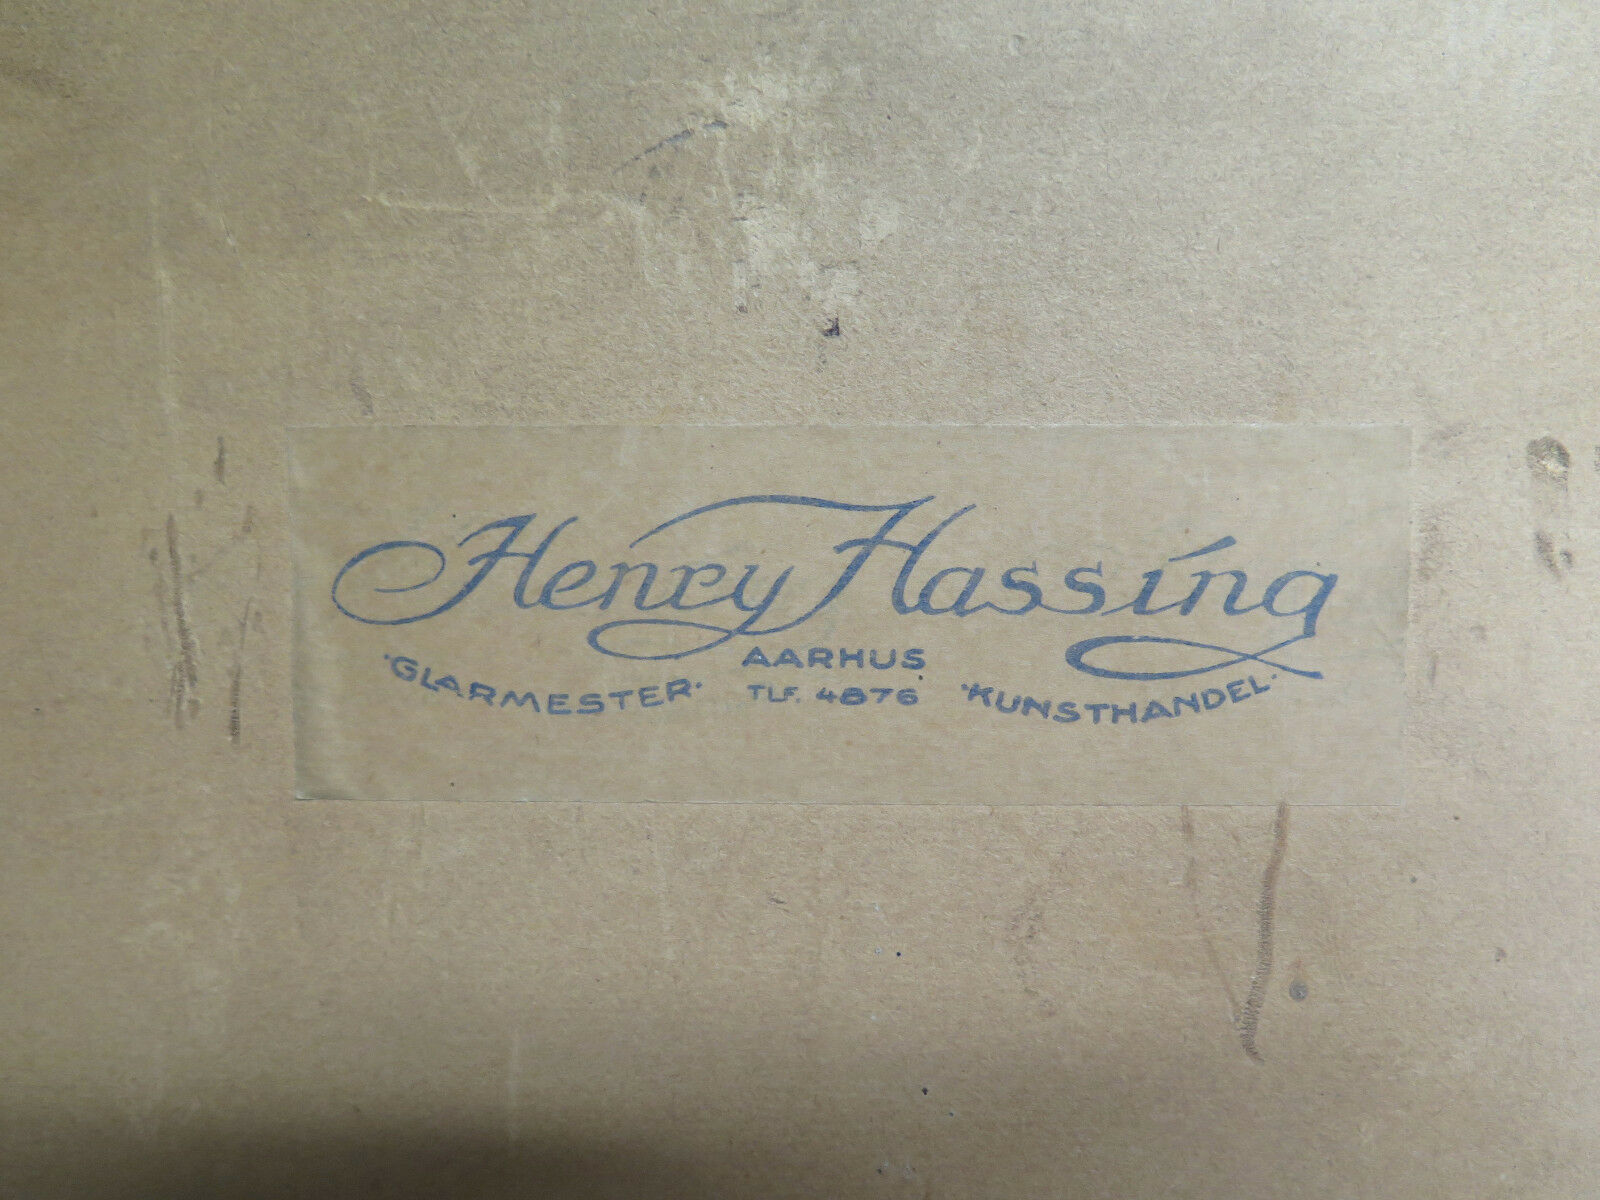 Henry Hassing
AARHUS
"GLARMESTER" TLF. 4876 "KUNSTHANDEL"